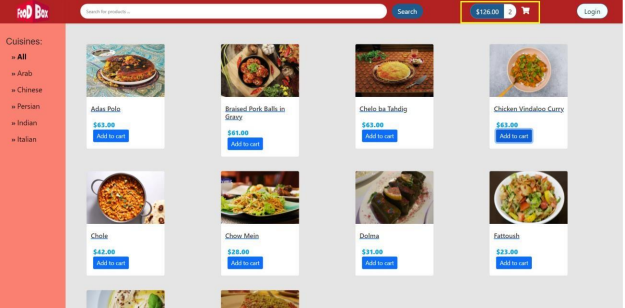 FooD Box
Search for products...
Search
$126.00
2
Login
Cuisines:
» All
» Arab
» Chinese
» Persian
» Indian
» Italian
Adas Polo
$63.00
Add to cart
Braised Pork Balls in
Gravy
$61.00
Add to cart
Chelo ba Tahdig
$63.00
Add to cart
Chicken Vindaloo Curry
$63.00
Add to cart
Chole
$42.00
Add to cart
Chow Mein
$28.00
Add to cart
Dolma
$31.00
Add to cart
Fattoush
$23.00
Add to cart